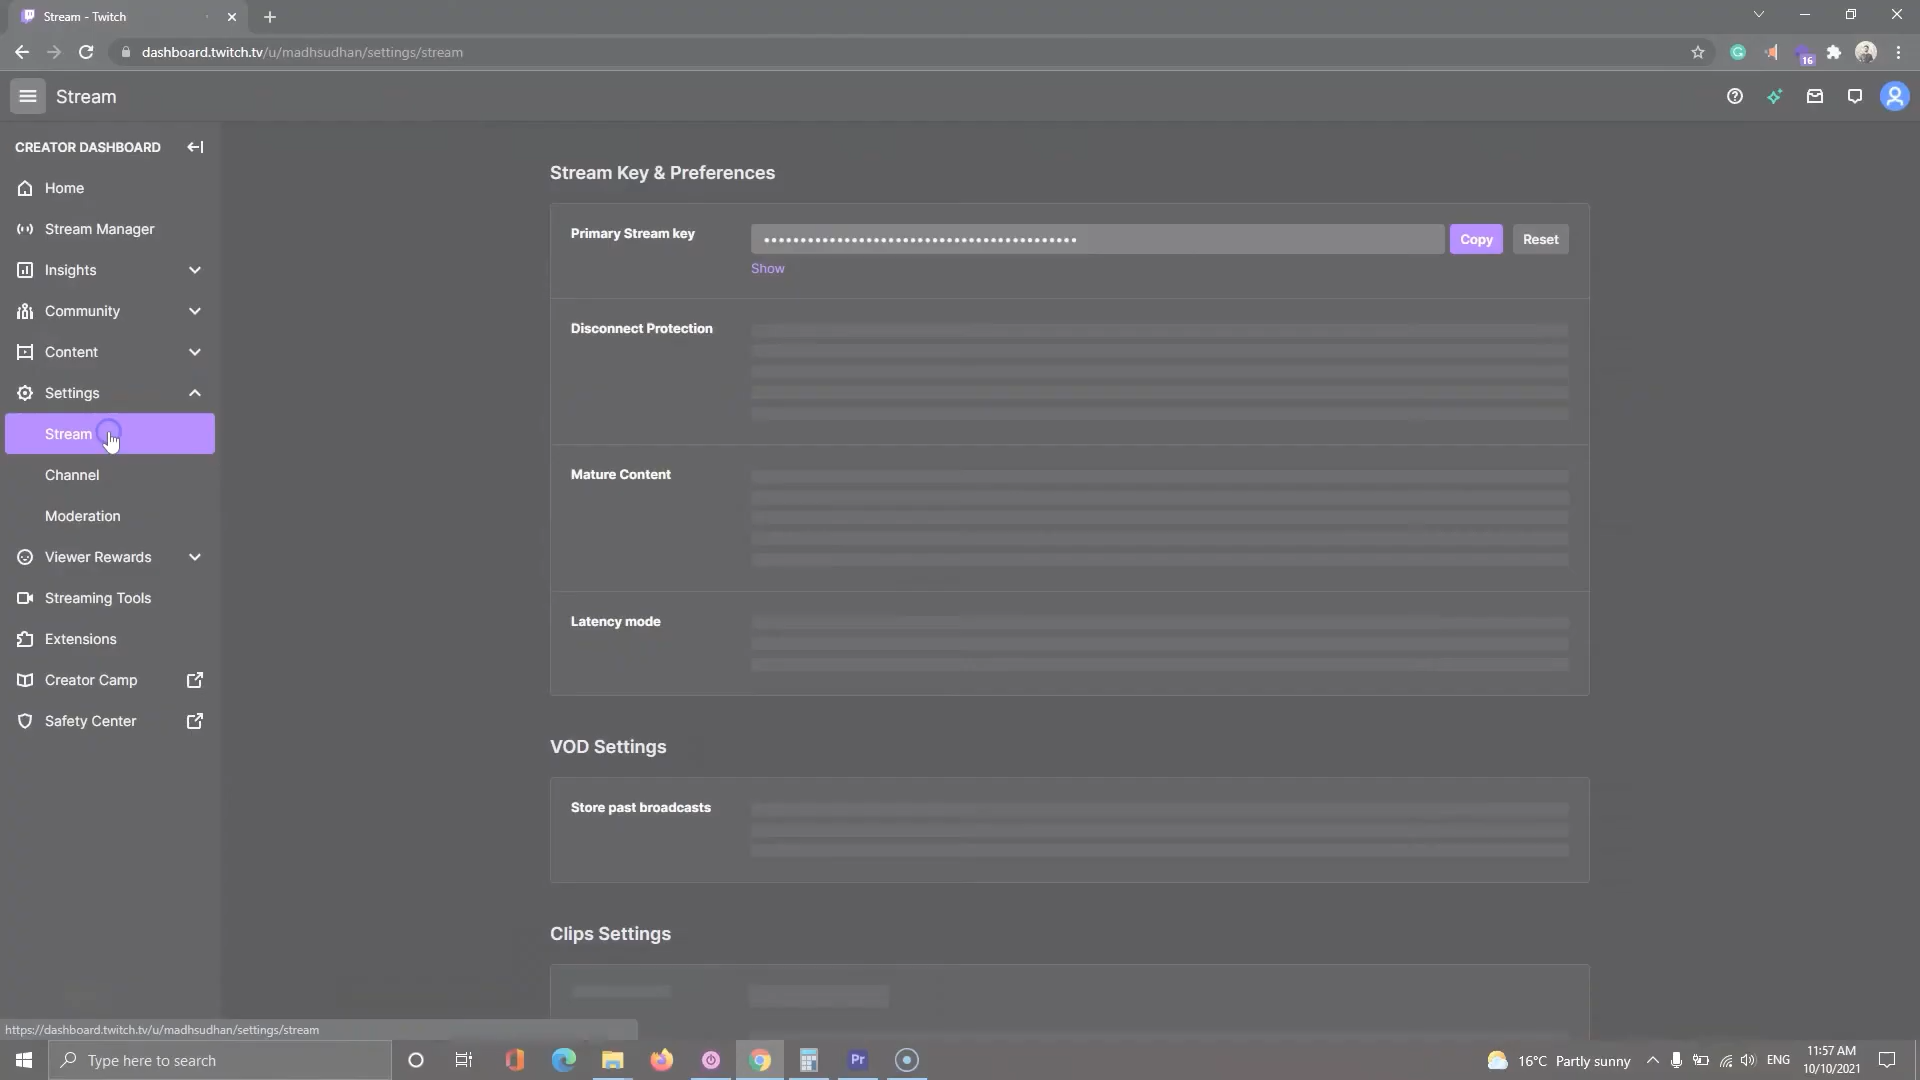 Stream - Twitch
dashboard.twitch.tv/u/madhsudhan/settings/stream
16
Stream
CREATOR DASHBOARD
Home
Stream Manager
Insights
Community
Content
Settings
Stream
Channel
Moderation
Viewer Rewards
Streaming Tools
Extensions
Creator Camp
Safety Center
Stream Key & Preferences
Primary Stream key
Copy
Reset
Show
Disconnect Protection
Mature Content
Latency mode
VOD Settings
Store past broadcasts
Clips Settings
https://dashboard.twitch.tv/u/madhsudhan/settings/stream
Type here to search
Pr
16°C Partly sunny
ENG
11:57 AM
10/10/2021